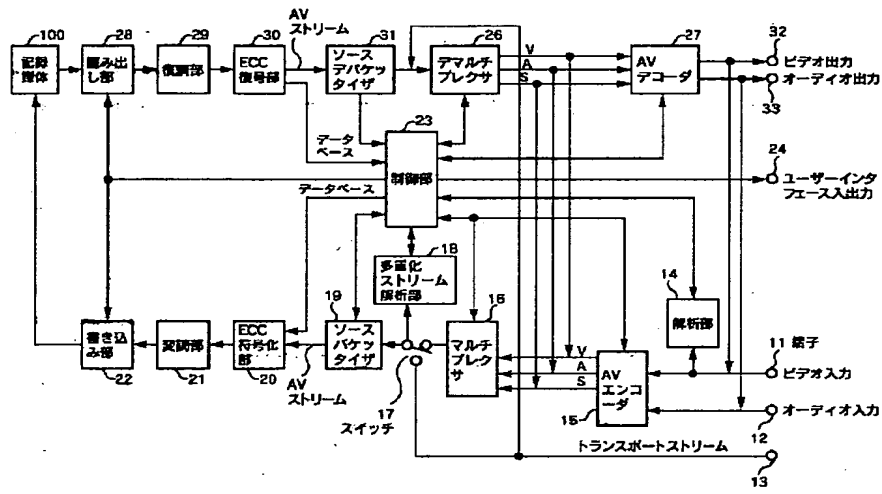 100
記録
媒体
28
読み出
し部
29
復調部
30
ECC
復号部
AV
ストリーム
31
ソース
デパケッ
タイザ
26
デマルチ
プレクサ
V
A
S
27
AV
デコーダ
32
ビデオ出力
オーディオ出力
33
23
制御部
データ
ベース
データベース
24
ユーザーインタ
フェース入出力
18
多重化
ストリーム
解析部
14
解析部
書き込
み部
22
変調部
21
ECC
符号化
部
20
AV
ストリーム
19
ソース
パケッ
タイザ
17
スイッチ
16
マルチ
プレク
サ
V
A
S
AV
エンコ
ーダ
15
11 端子
ビデオ入力
オーディオ入力
12
トランスポートストリーム
13